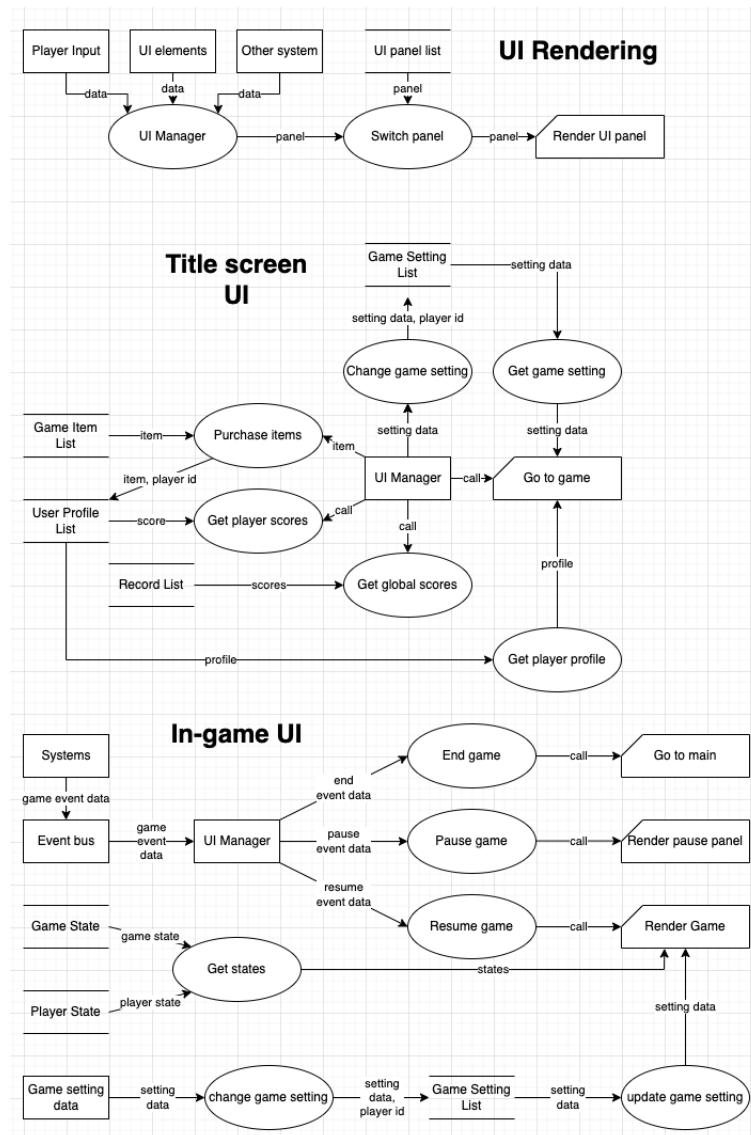 Player Input
UI elements
Other system
UI panel list
UI Rendering
data
data
data
panel
UI Manager
panel
Switch panel
panel
Render UI panel
Title screen
UI
Game Setting
List
setting data
setting data, player id
Change game setting
Get game setting
setting data
setting data
Game Item
List
item
Purchase items
item
item, player id
UI Manager
call
Go to game
User Profile
List
score
Get player scores
call
call
Record List
scores
Get global scores
profile
profile
Get player profile
In-game UI
Systems
game event data
Event bus
game
event
data
UI Manager
end
event data
End game
call
Go to main
pause
event data
Pause game
call
Render pause panel
resume
event data
Resume game
call
Render Game
Game State
game state
Get states
states
Player State
player state
setting data
Game setting
data
setting
data
change game setting
setting
data,
player id
Game Setting
List
setting
data
update game setting